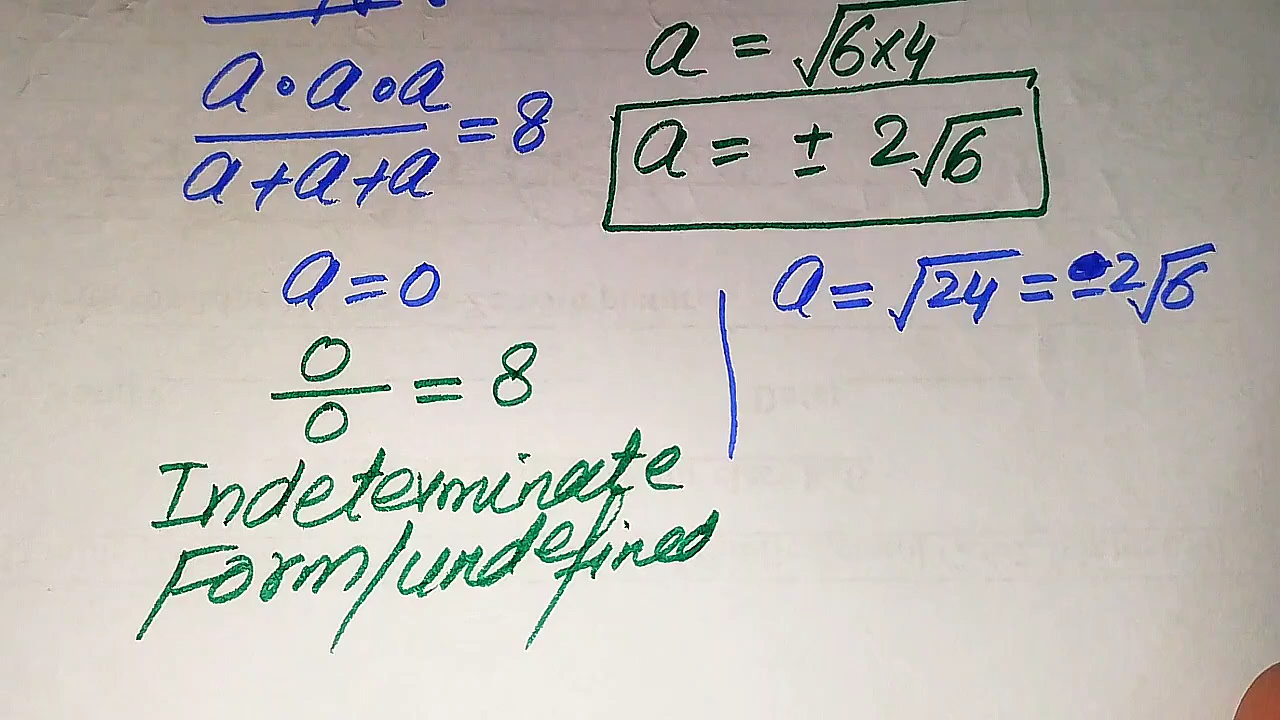 a•a•a
a+a+a = 8
a = √6×4
a = ± 2√6
a = 0
a = √24 = ±2√6
0
0 = 8
Indeterminate
Form/undefined